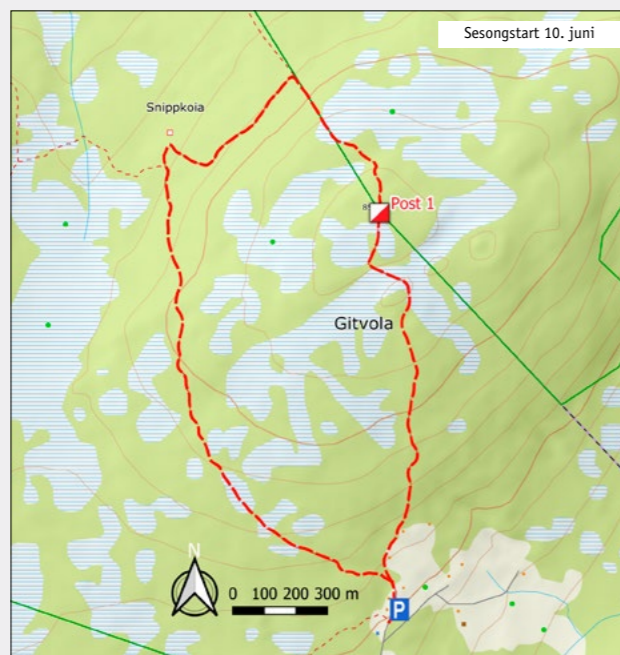 Sesongstart 10. juni
Snippkoia
Post 1
Gitvola
N
0 100 200 300 m
P